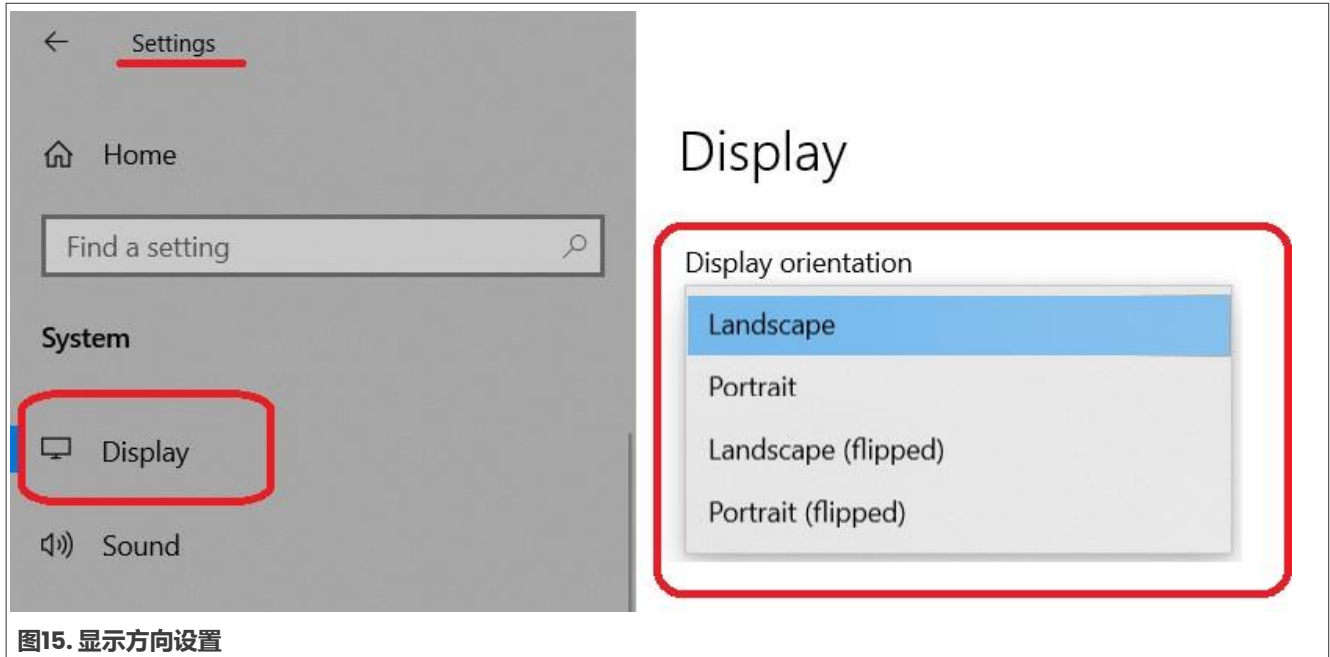 Settings
Home
Find a setting
System
Display
Sound
Display
Display orientation
Landscape
Portrait
Landscape (flipped)
Portrait (flipped)
图15. 显示方向设置